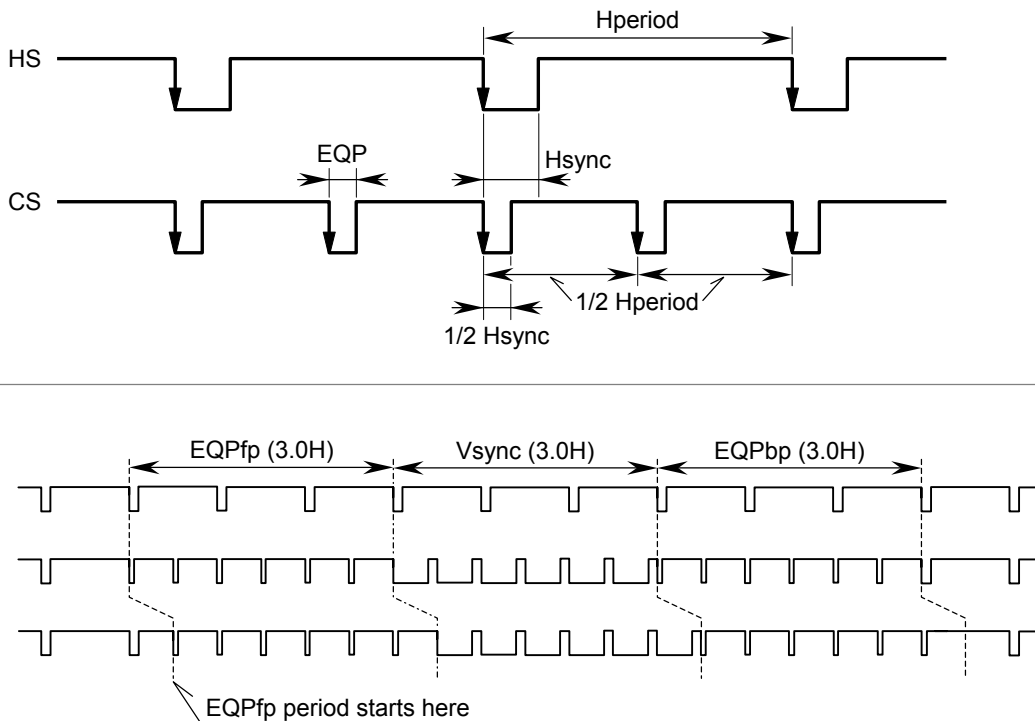 Hperiod
HS
EQP
Hsync
CS
1/2 Hperiod
1/2 Hsync
EQPfp (3.0H)
Vsync (3.0H)
EQPbp (3.0H)
EQPfp period starts here